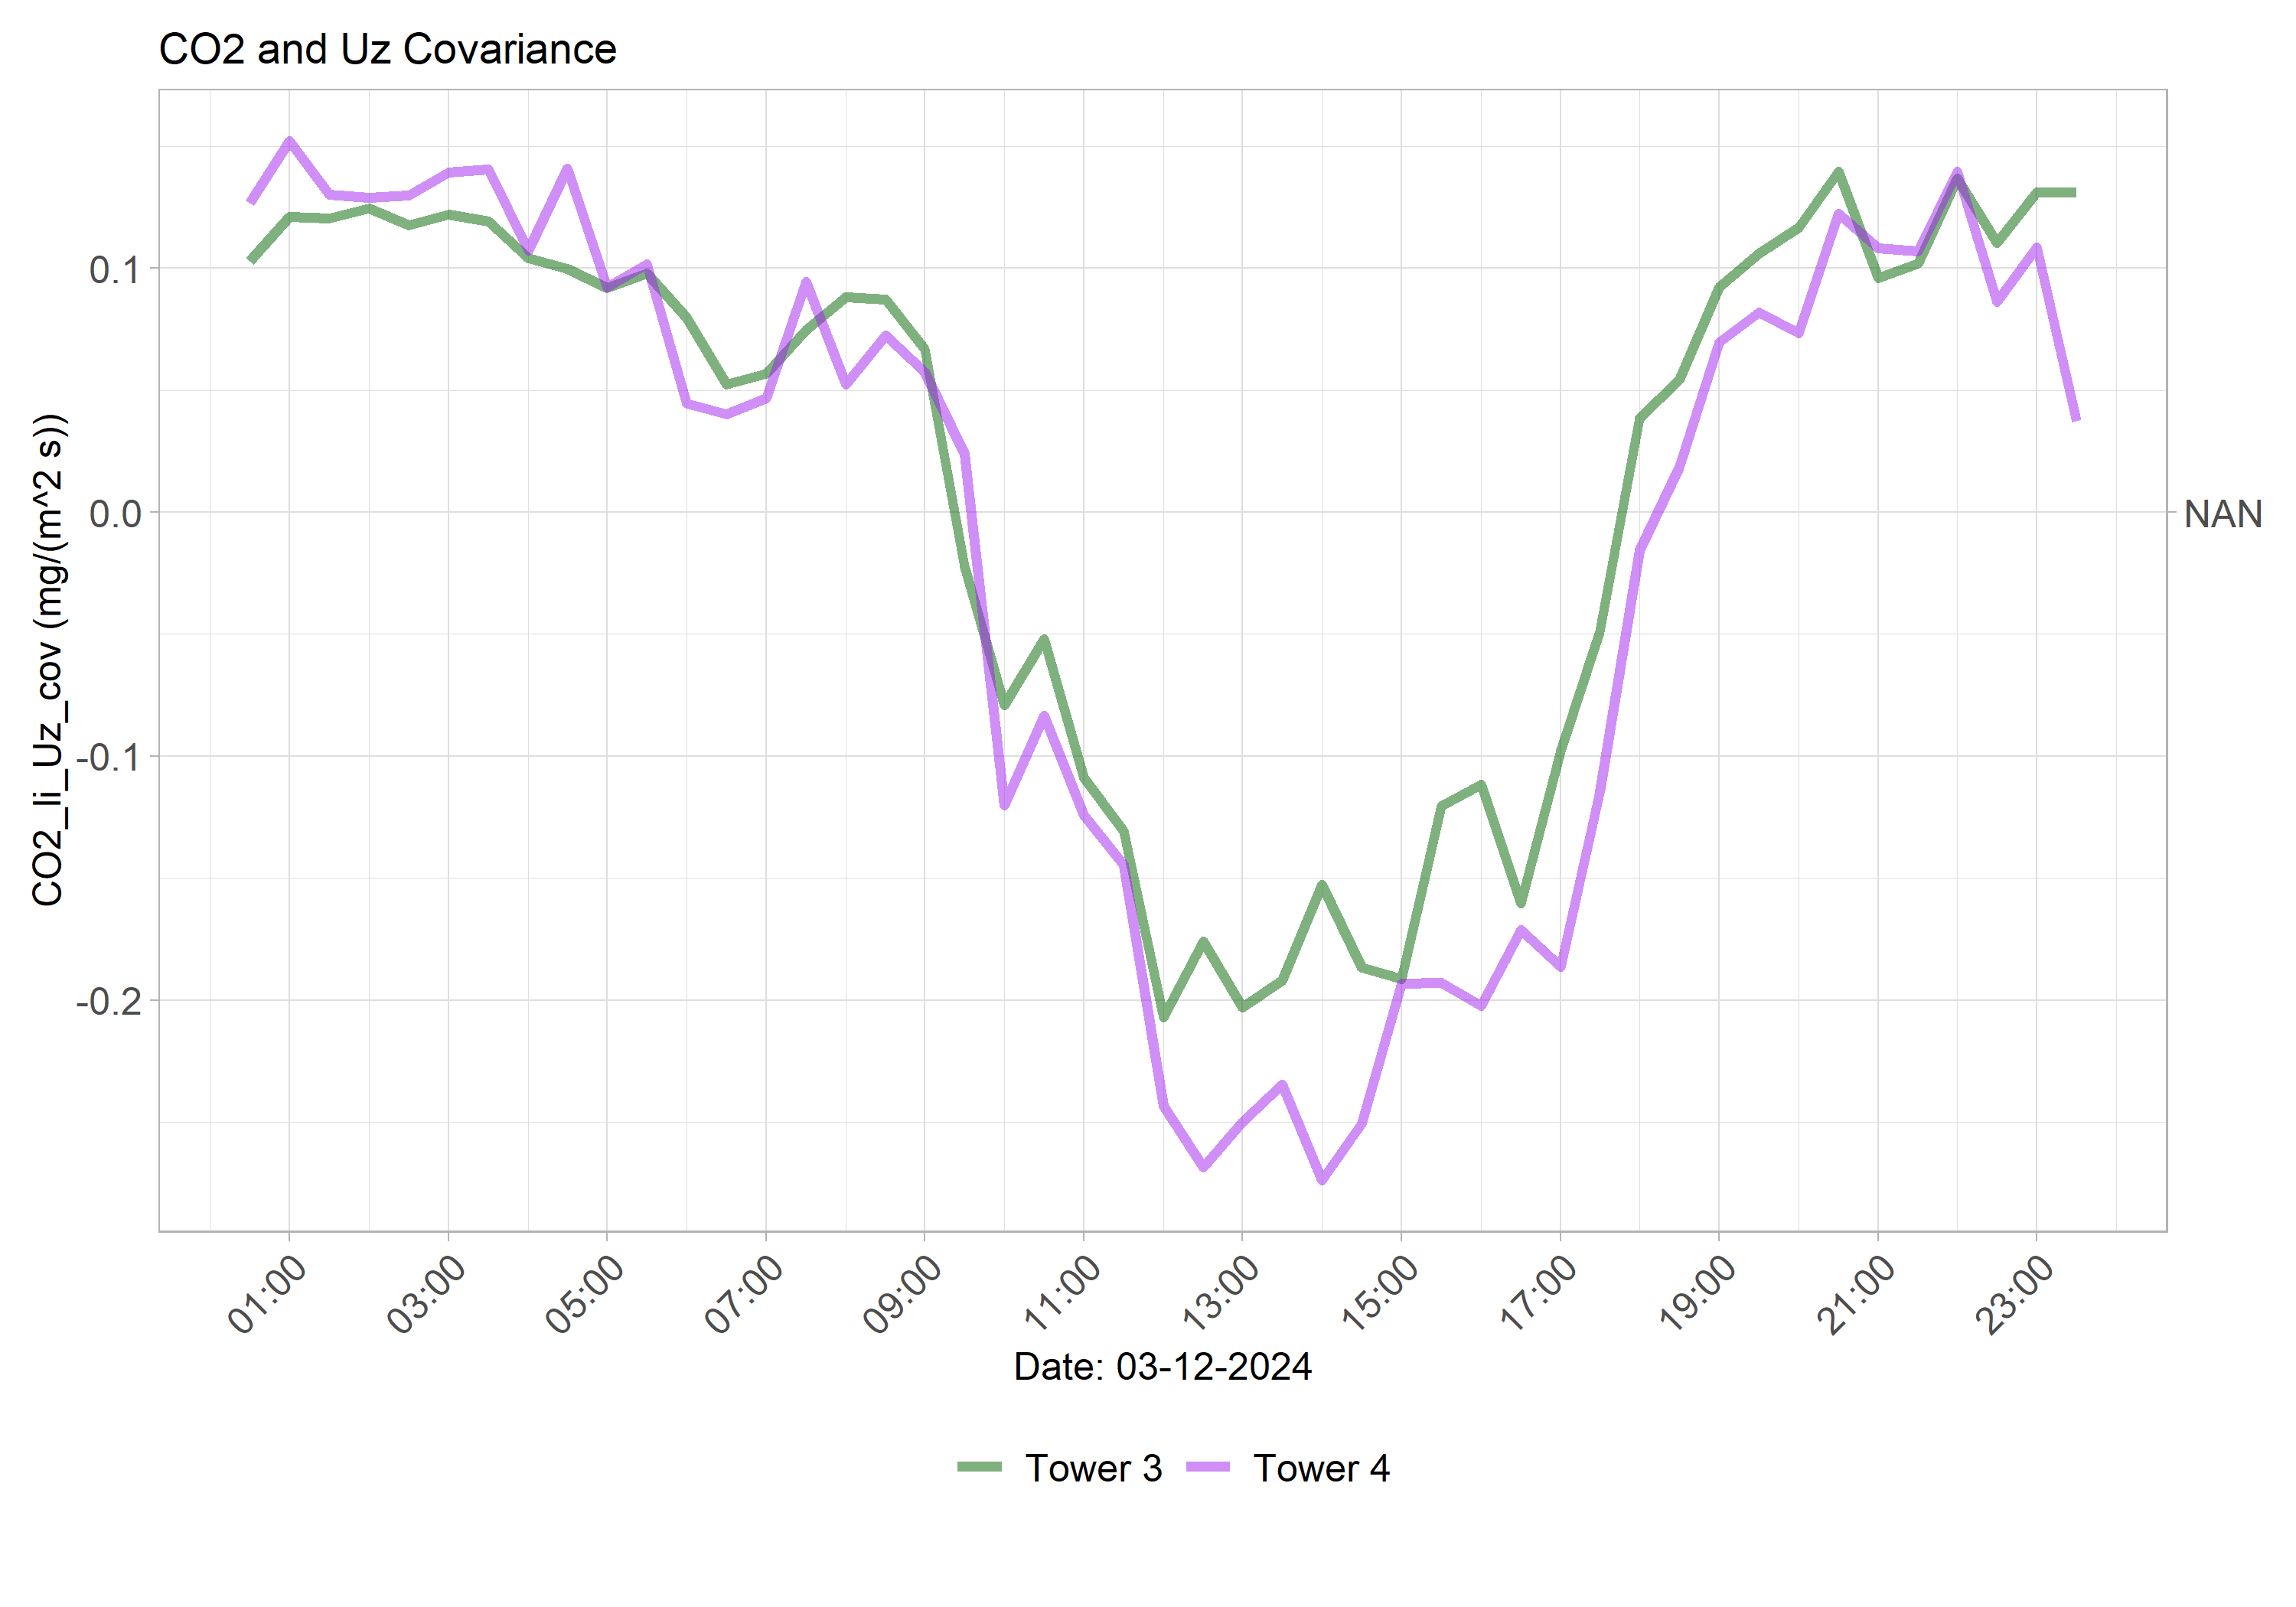 CO2 and Uz Covariance
CO2_li_Uz_cov (mg/(m^2 s))
0.1
0.0
-0.1
-0.2
NAN
01:00
03:00
05:00
07:00
09:00
11:00
13:00
15:00
17:00
19:00
21:00
23:00
Date: 03-12-2024
Tower 3
Tower 4